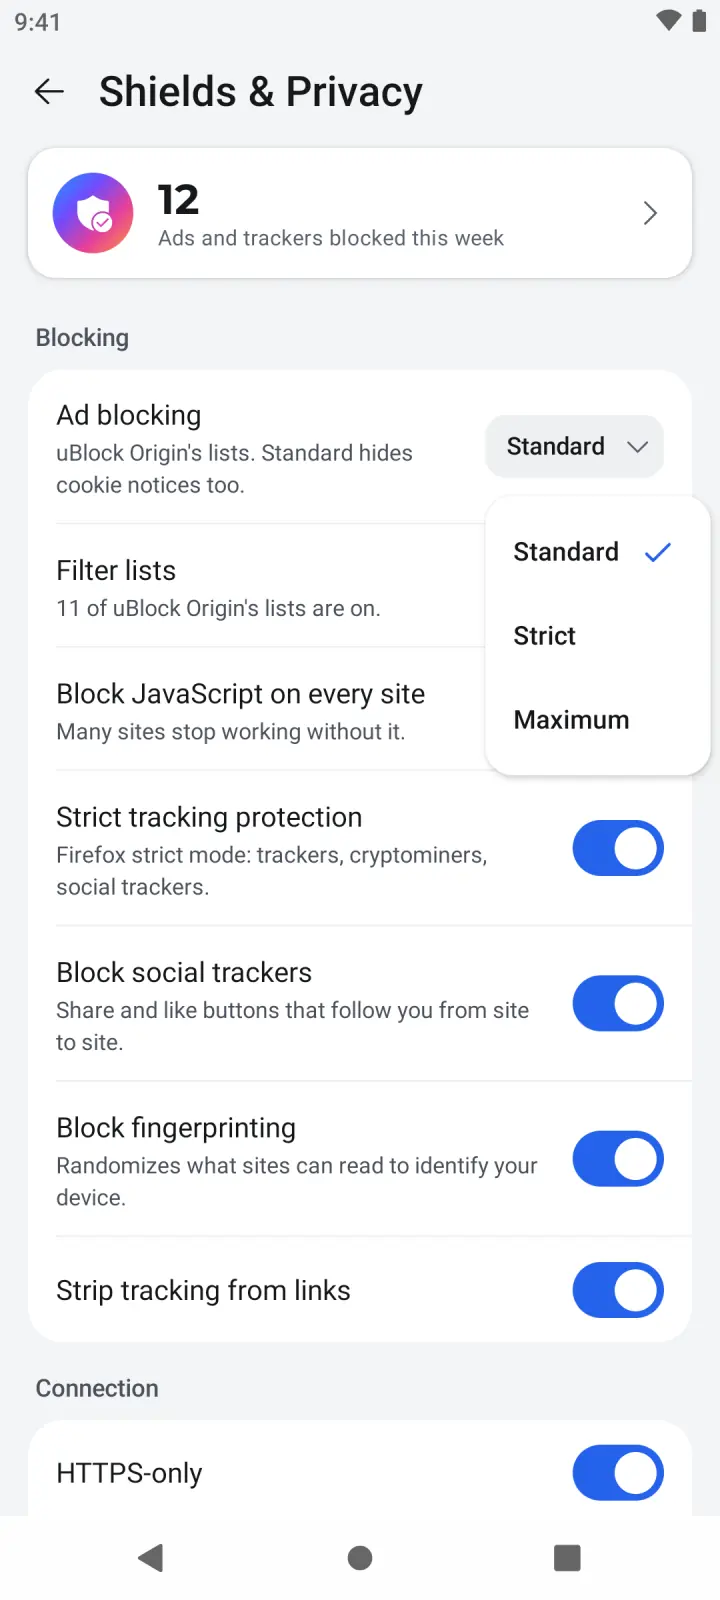 9:41
Shields & Privacy
12
Ads and trackers blocked this week
Blocking
Ad blocking
uBlock Origin's lists. Standard hides
cookie notices too.
Standard
Standard
Strict
Maximum
Filter lists
11 of uBlock Origin's lists are on.
Block JavaScript on every site
Many sites stop working without it.
Strict tracking protection
Firefox strict mode: trackers, cryptominers,
social trackers.
Block social trackers
Share and like buttons that follow you from site
to site.
Block fingerprinting
Randomizes what sites can read to identify your
device.
Strip tracking from links
Connection
HTTPS-only